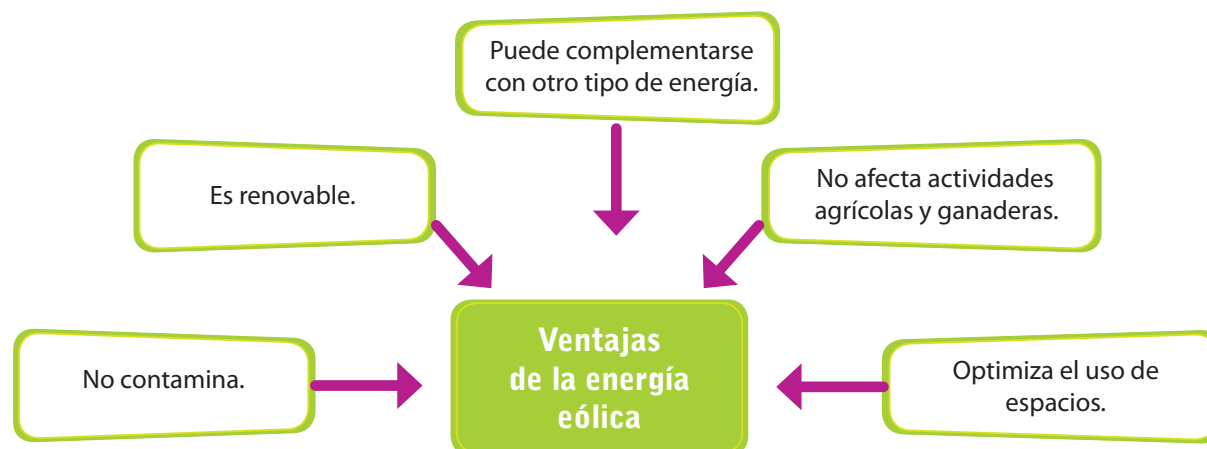 Puede complementarse
con otro tipo de energía.
Es renovable.
No afecta actividades
agrícolas y ganaderas.
No contamina.
Ventajas
de la energía
eólica
Optimiza el uso de
espacios.